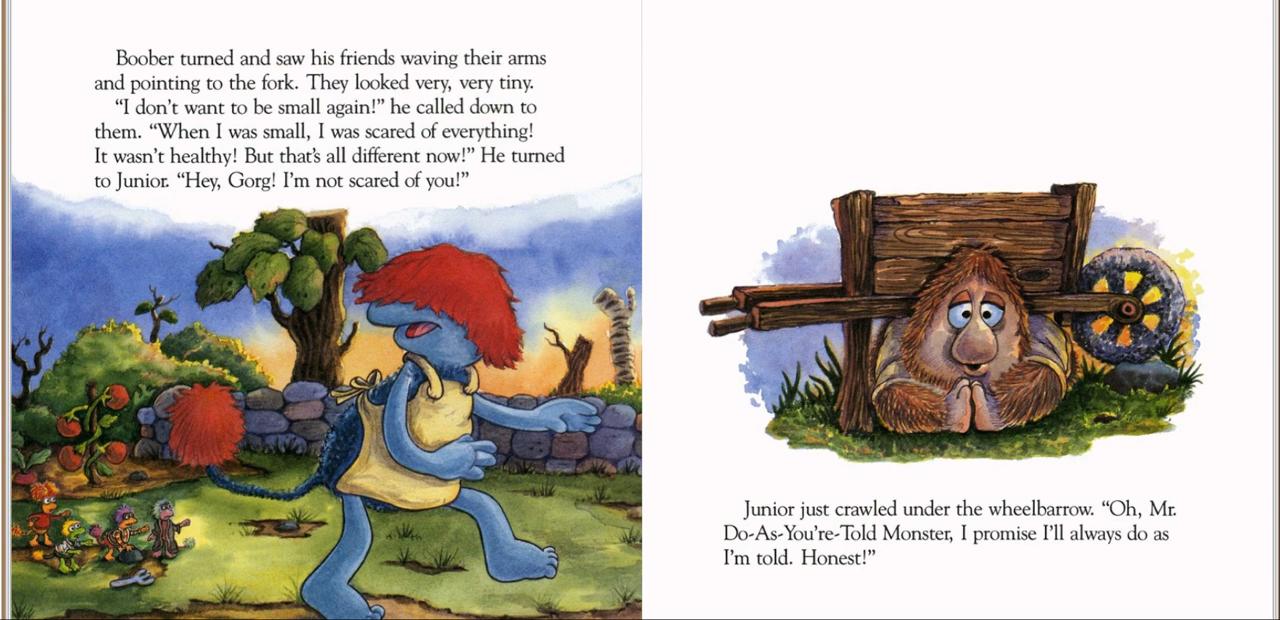 Boober turned and saw his friends waving their arms
and pointing to the fork. They looked very, very tiny.
“I don’t want to be small again!” he called down to
them. “When I was small, I was scared of everything!
It wasn’t healthy! But that’s all different now!” He turned
to Junior. “Hey, Gorg! I’m not scared of you!”
Junior just crawled under the wheelbarrow. “Oh, Mr.
Do-As-You’re-Told Monster, I promise I’ll always do as
I’m told. Honest!”